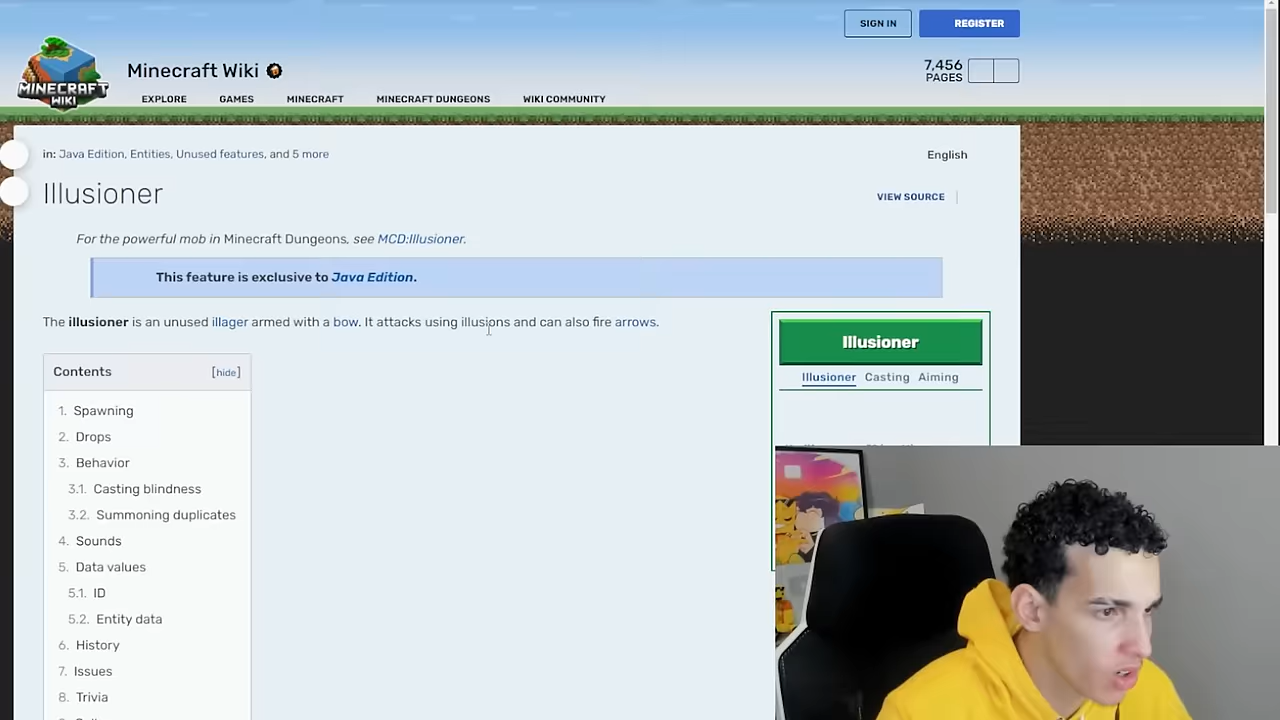 SIGN IN
REGISTER
MINECRAFT
WIKI
Minecraft Wiki
7,456
PAGES
EXPLORE GAMES MINECRAFT MINECRAFT DUNGEONS WIKI COMMUNITY
in: Java Edition, Entities, Unused features, and 5 more
English
Illusioner
VIEW SOURCE
For the powerful mob in Minecraft Dungeons, see MCD:Illusioner.
This feature is exclusive to Java Edition.
The illusioner is an unused illager armed with a bow. It attacks using illusions and can also fire arrows.
Illusioner
Illusioner Casting Aiming
Contents [hide]
1. Spawning
2. Drops
3. Behavior
3.1. Casting blindness
3.2. Summoning duplicates
4. Sounds
5. Data values
5.1. ID
5.2. Entity data
6. History
7. Issues
8. Trivia